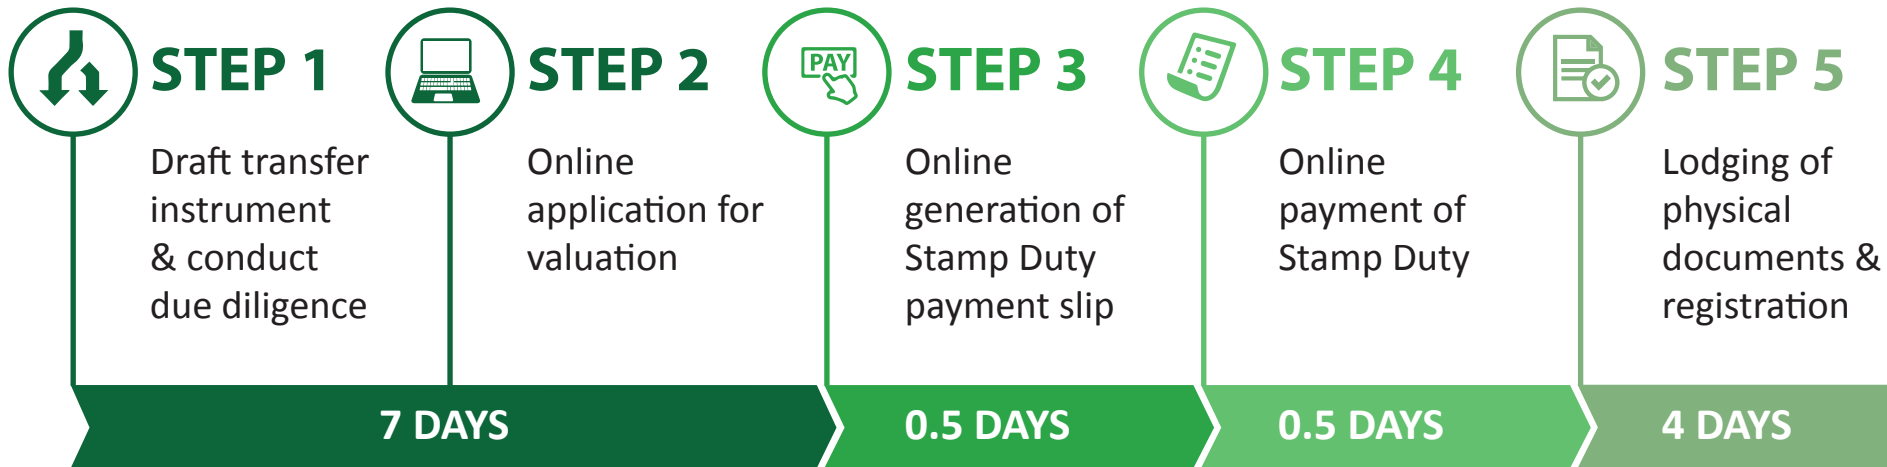 STEP 1
Draft transfer
instrument
& conduct
due diligence
STEP 2
Online
application for
valuation
PAY
STEP 3
Online
generation of
Stamp Duty
payment slip
STEP 4
Online
payment of
Stamp Duty
STEP 5
Lodging of
physical
documents &
registration
7 DAYS
0.5 DAYS
0.5 DAYS
4 DAYS